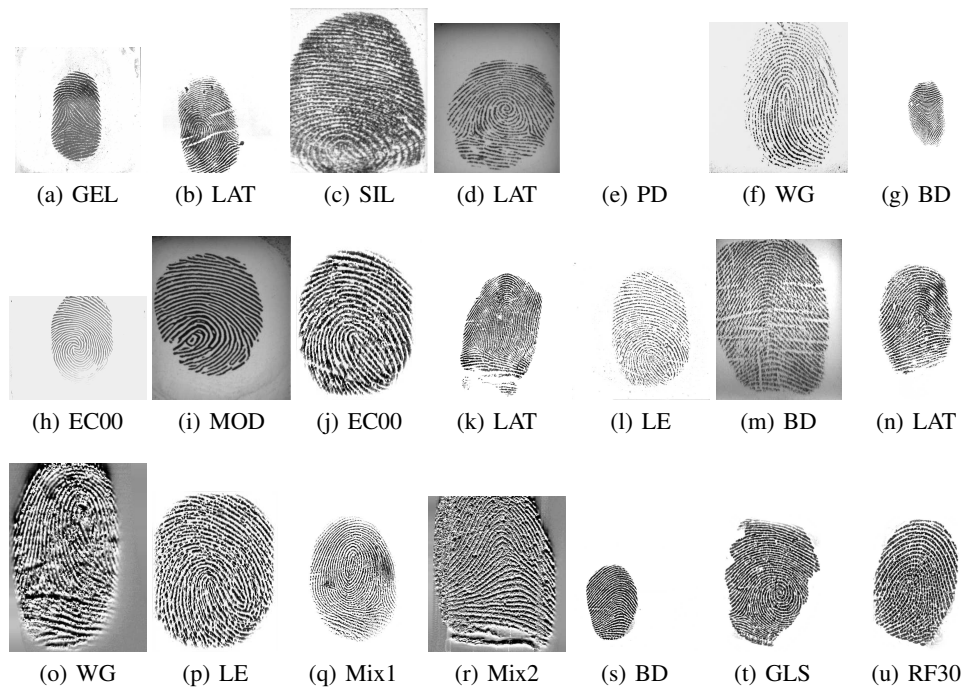 (a) GEL (b) LAT (c) SIL (d) LAT (e) PD (f) WG (g) BD
(h) EC00 (i) MOD (j) EC00 (k) LAT (l) LE (m) BD (n) LAT
(o) WG (p) LE (q) Mix1 (r) Mix2 (s) BD (t) GLS (u) RF30